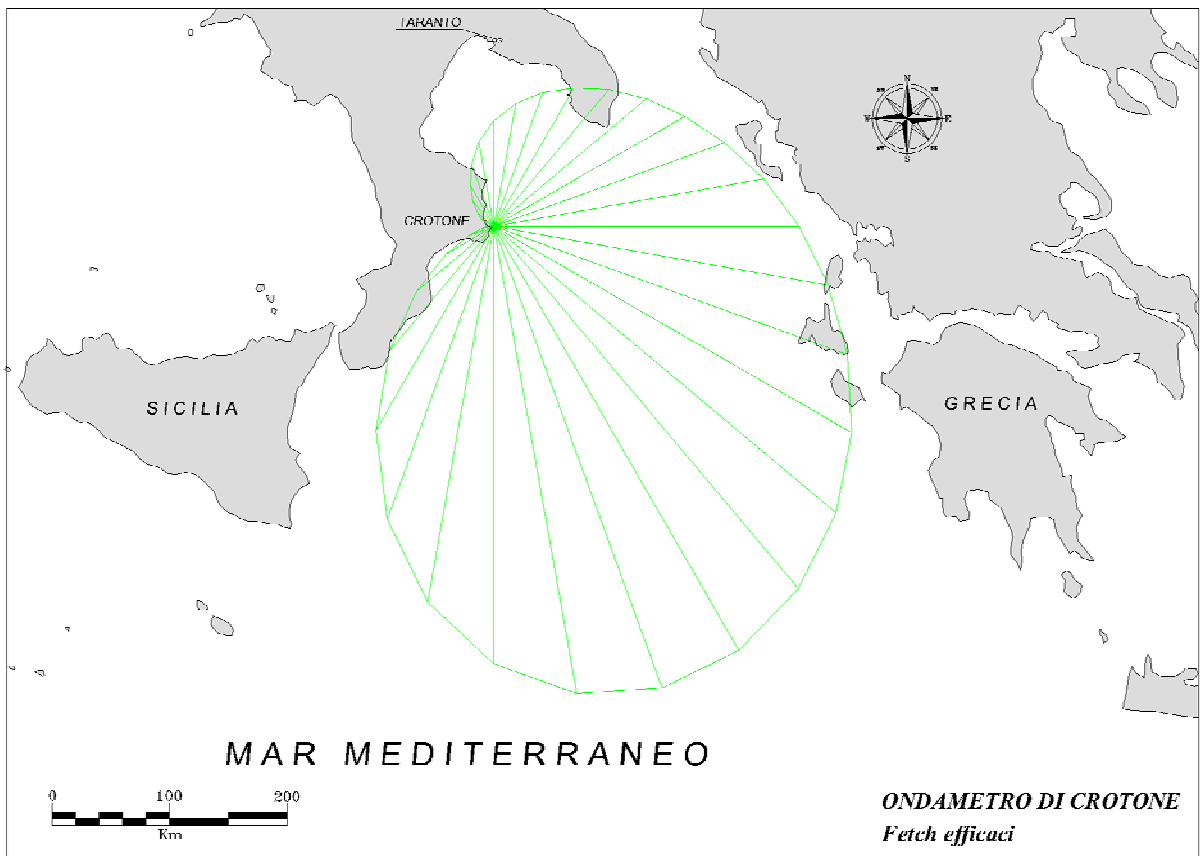 TARANTO
N
W
E
S
CROTONE
SICILIA
GRECIA
MAR MEDITERRANEO
0 100 200
Km
ONDAMETRO DI CROTONE
Fetch efficaci